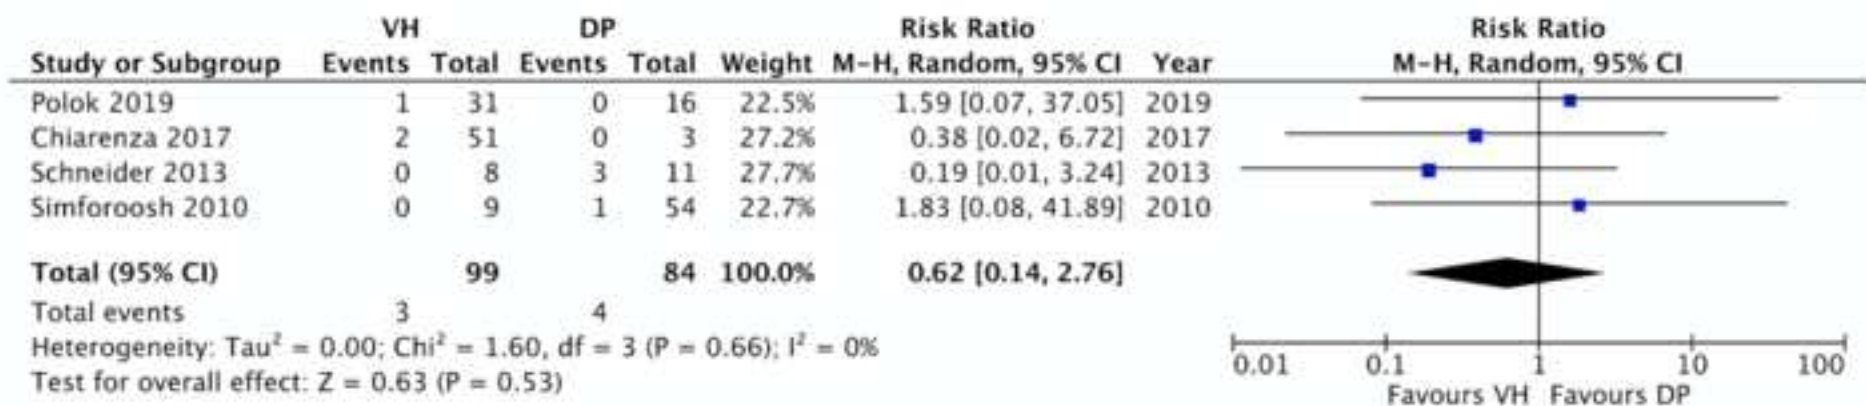 VH DP Risk Ratio Risk Ratio
Study or Subgroup Events Total Events Total Weight M-H, Random, 95% CI Year M-H, Random, 95% CI
Polok 2019 1 31 0 16 22.5% 1.59 [0.07, 37.05] 2019
Chiarenza 2017 2 51 0 3 27.2% 0.38 [0.02, 6.72] 2017
Schneider 2013 0 8 3 11 27.7% 0.19 [0.01, 3.24] 2013
Simforoosh 2010 0 9 1 54 22.7% 1.83 [0.08, 41.89] 2010
Total (95% CI) 99 84 100.0% 0.62 [0.14, 2.76]
Total events 3 4
Heterogeneity: Tau² = 0.00; Chi² = 1.60, df = 3 (P = 0.66); I² = 0%
Test for overall effect: Z = 0.63 (P = 0.53)
0.01 0.1 1 10 100
Favours VH Favours DP